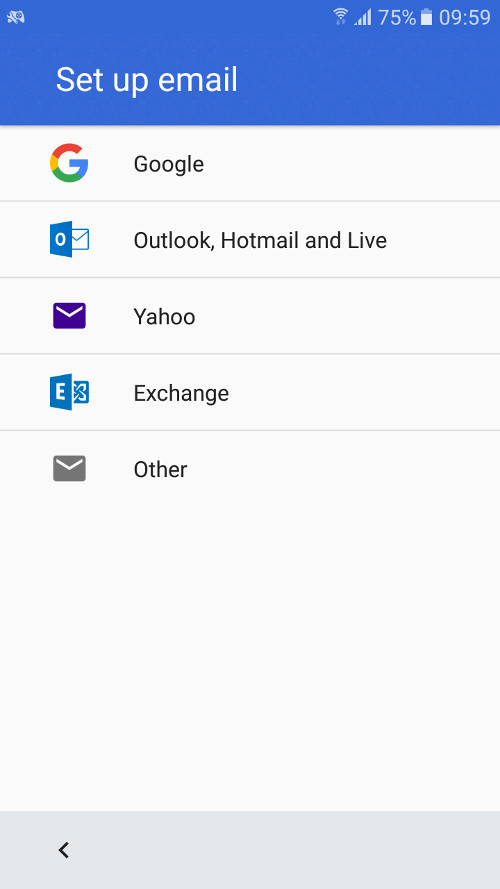 75% 09:59
Set up email
Google
Outlook, Hotmail and Live
Yahoo
Exchange
Other